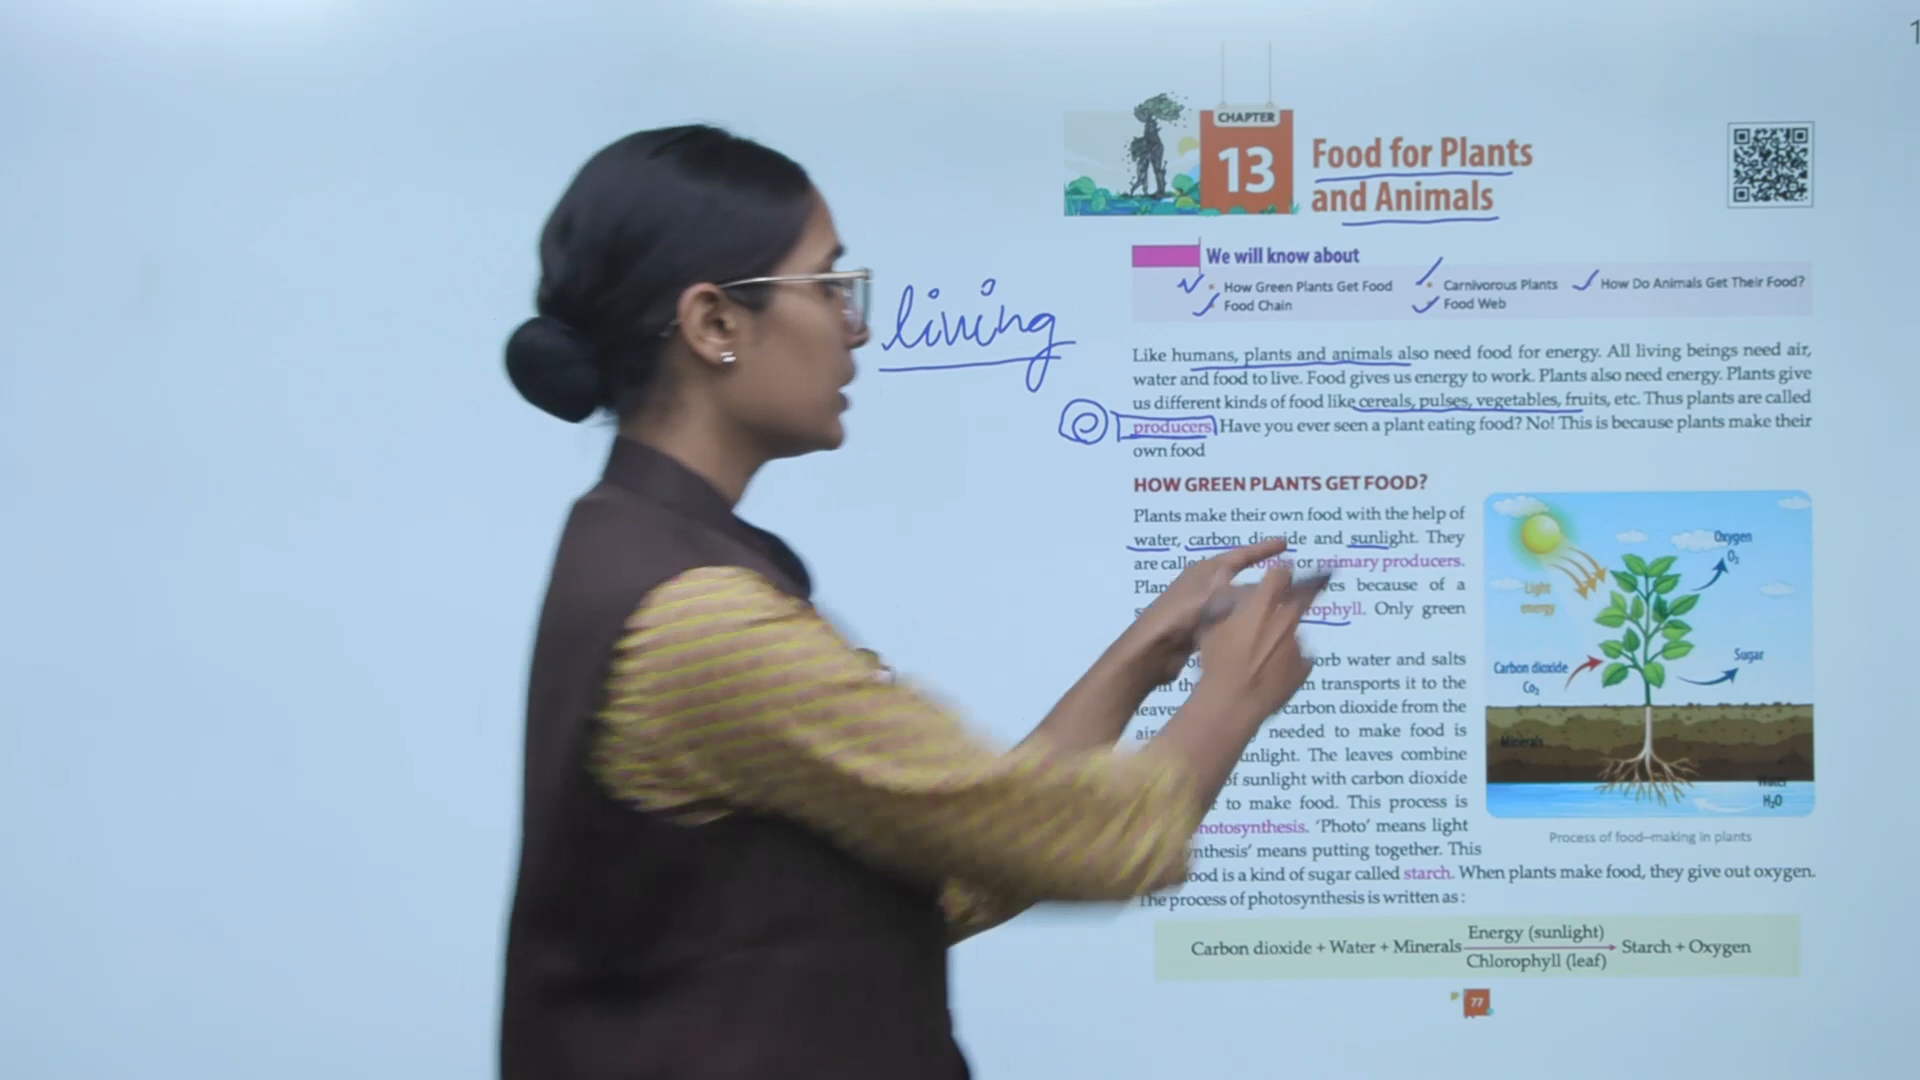 1
CHAPTER
13
Food for Plants
and Animals
We will know about
How Green Plants Get Food
Carnivorous Plants
How Do Animals Get Their Food?
Food Chain
Food Web
living
Like humans, plants and animals also need food for energy. All living beings need air,
water and food to live. Food gives us energy to work. Plants also need energy. Plants give
us different kinds of food like cereals, pulses, vegetables, fruits, etc. Thus plants are called
producers. Have you ever seen a plant eating food? No! This is because plants make their
own food
HOW GREEN PLANTS GET FOOD?
Plants make their own food with the help of
water, carbon dioxide and sunlight. They
are or primary producers.
because of a
Only green
water and salts
transports it to the
carbon dioxide from the
needed to make food is
The leaves combine
of sunlight with carbon dioxide
to make food. This process is
'Photo' means light
means putting together. This
is a kind of sugar called starch. When plants make food, they give out oxygen.
The process of photosynthesis is written as :
Light
energy
Oxygen
O2
Carbon dioxide
Co2
Sugar
Minerals
Water
H2O
Process of food–making in plants
Carbon dioxide + Water + Minerals Energy (sunlight) Starch + Oxygen
Chlorophyll (leaf)
77